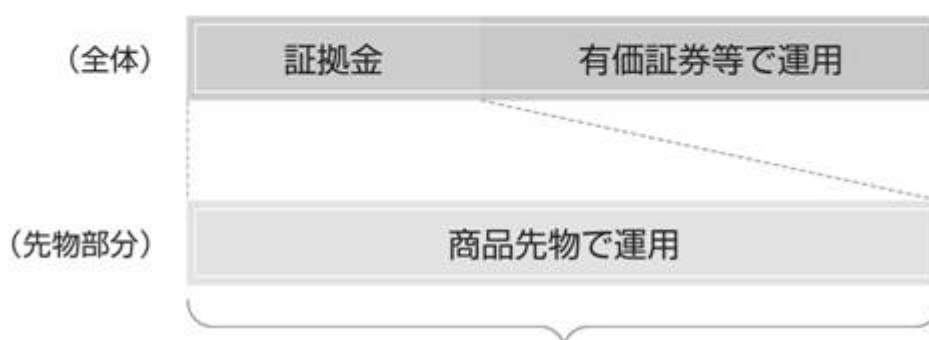 (全体)
証拠金
有価証券等で運用
(先物部分)
商品先物で運用